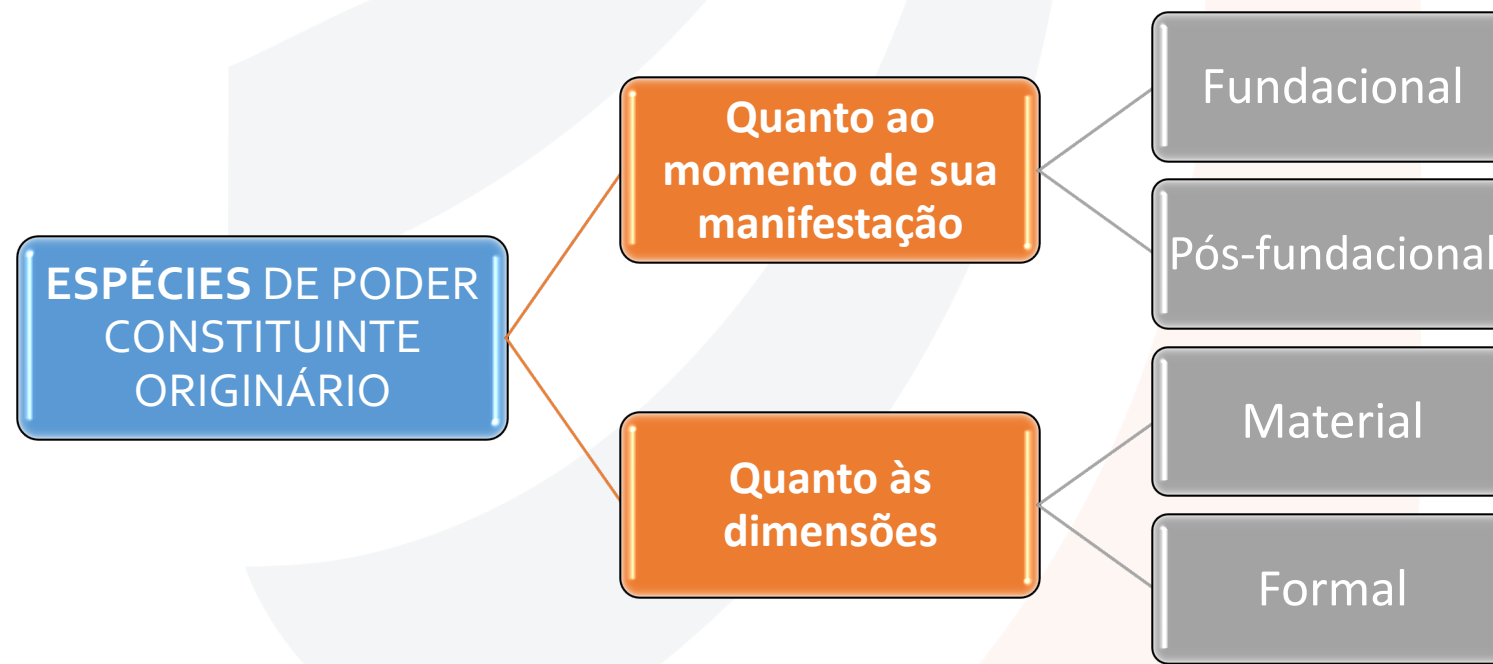 ESPÉCIES DE PODER
CONSTITUINTE
ORIGINÁRIO
Quanto ao
momento de sua
manifestação
Fundacional
Pós-fundacional
Quanto às
dimensões
Material
Formal